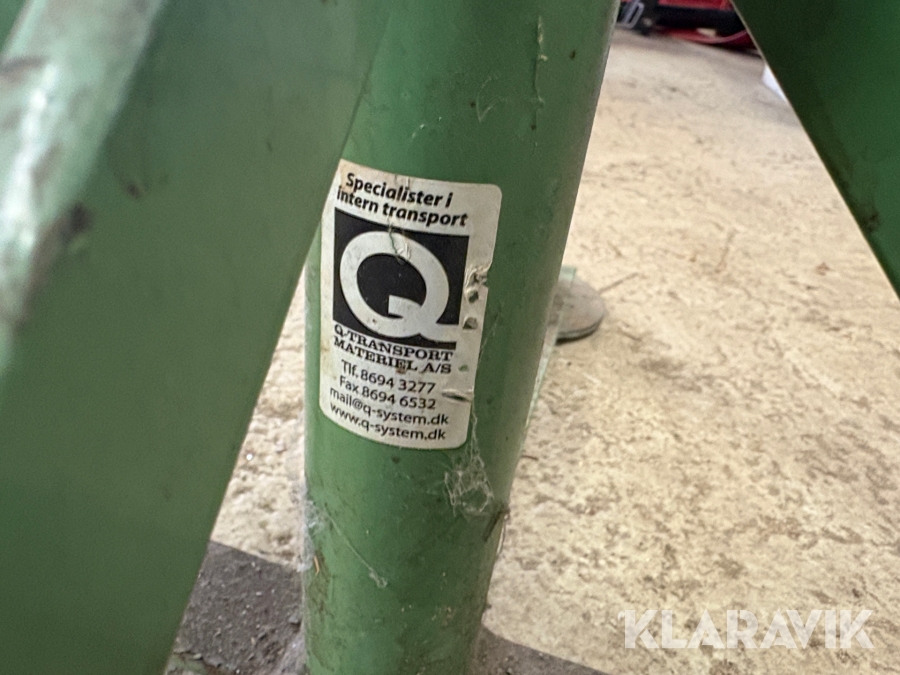 Specialister i
intern transport
Q
Q-TRANSPORT
MATERIEL A/S
Tlf. 8694 3277
Fax 8694 6532
mail@q-system.dk
www.q-system.dk
KLARAVIK